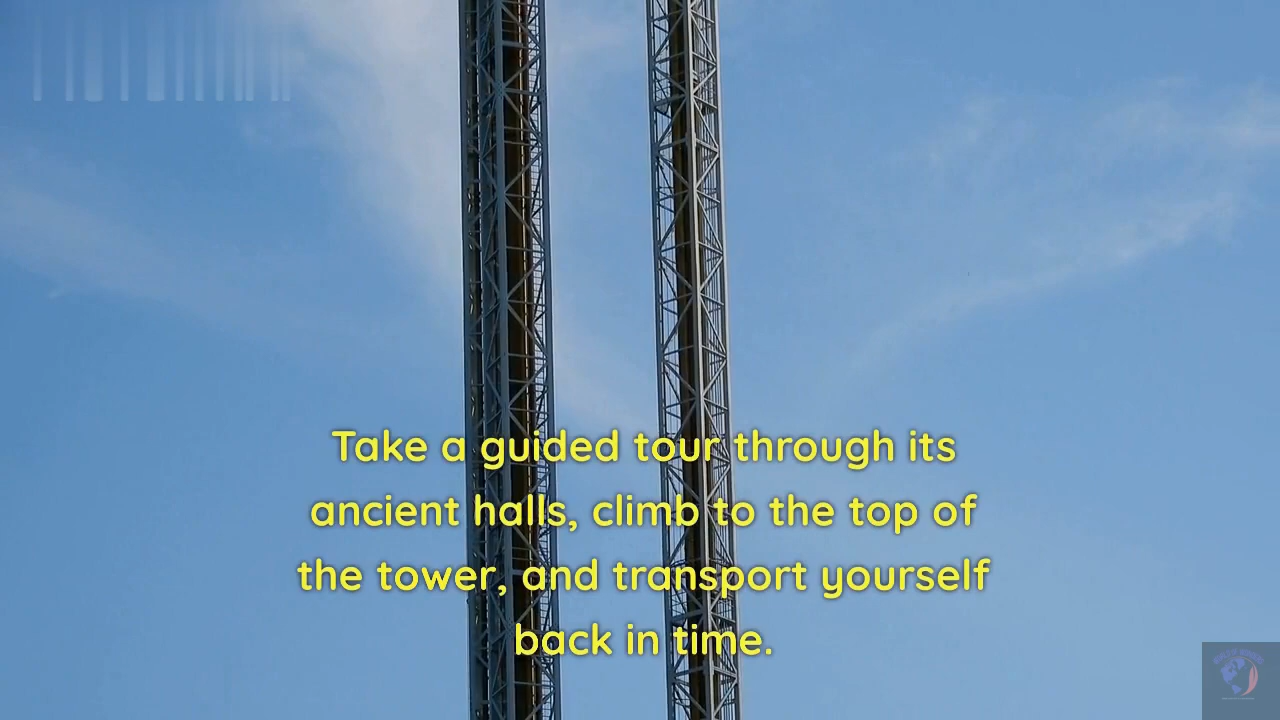 Take a guided tour through its
ancient halls, climb to the top of
the tower, and transport yourself
back in time.